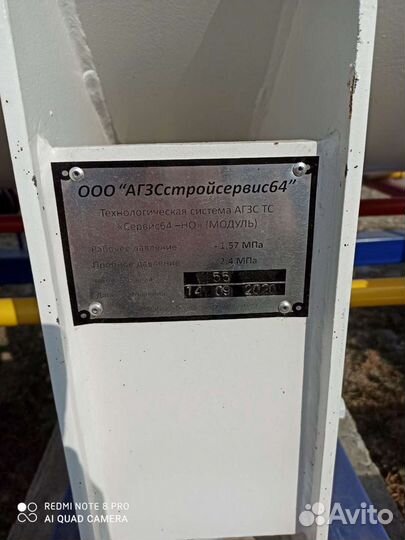 ООО "АГЗСстройсервис64"
Технологическая система АГЗС ТС
«Сервис64 –НО» (МОДУЛЬ)
Рабочее давление - 1,57 МПа
Пробное давление - 2,4 МПа
55
14 09 2020
REDMI NOTE 8 PRO
AI QUAD CAMERA
Avito